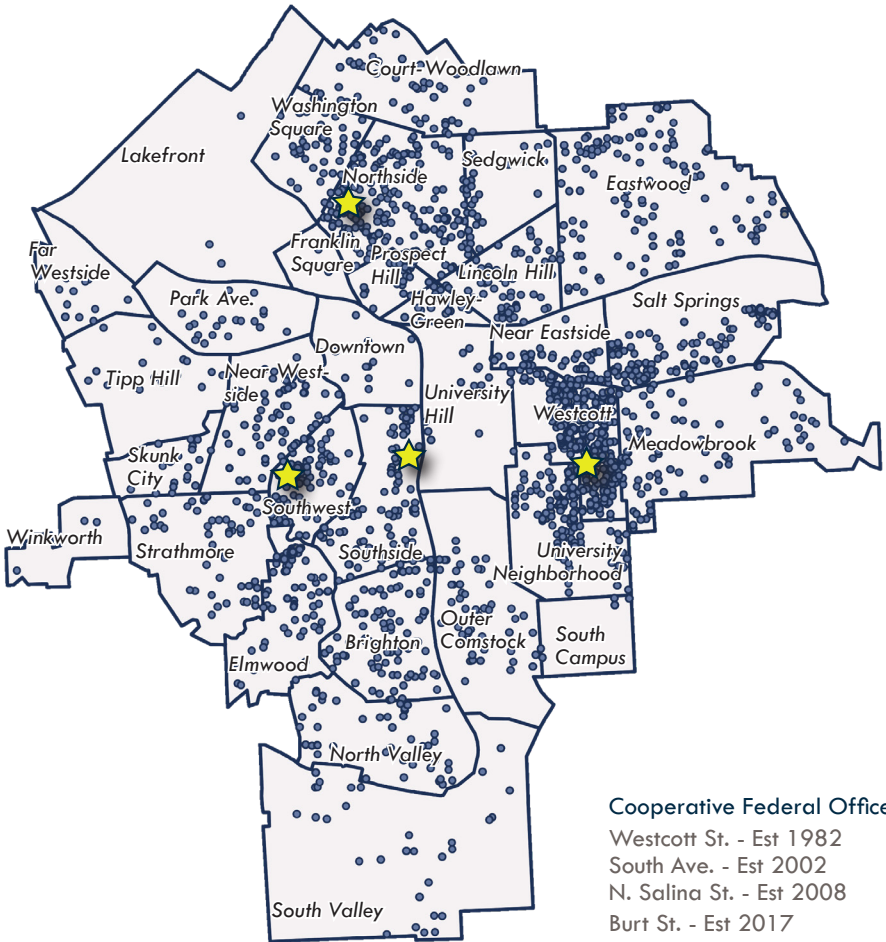 Court-Woodlawn
Washington
Square
Lakefront
Northside
Sedgwick
Eastwood
Far
Westside
Franklin
Square
Prospect
Hill
Lincoln Hill
Park Ave.
Hawley-
Green
Salt Springs
Near Eastside
Downtown
Tipp Hill
Near West-
side
University
Hill
Westcott
Meadowbrook
Skunk
City
Southwest
Winkworth
Strathmore
Southside
University
Neighborhood
Outer
Comstock
South
Campus
Elmwood
Brighton
North Valley
South Valley
Cooperative Federal Office
Westcott St. - Est 1982
South Ave. - Est 2002
N. Salina St. - Est 2008
Burt St. - Est 2017